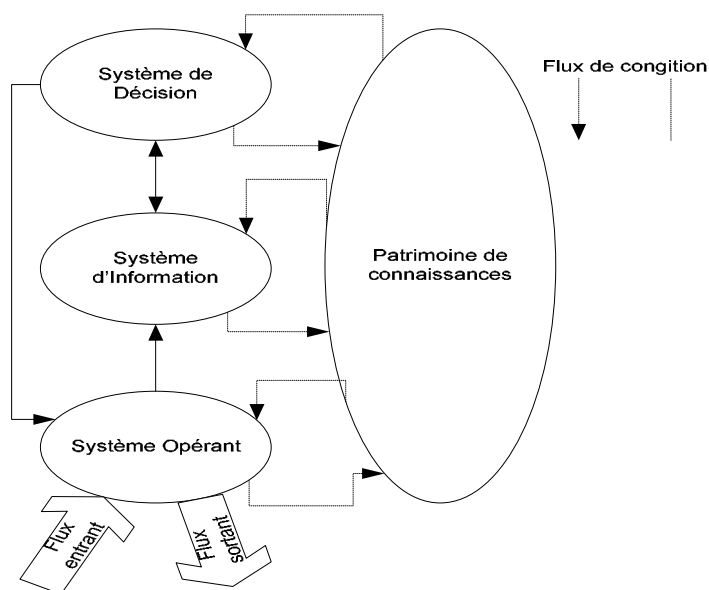 Système de
Décision
Flux de congition
Système
d'Information
Patrimoine de
connaissances
Système Opérant
Flux
entrant
Flux
sortant